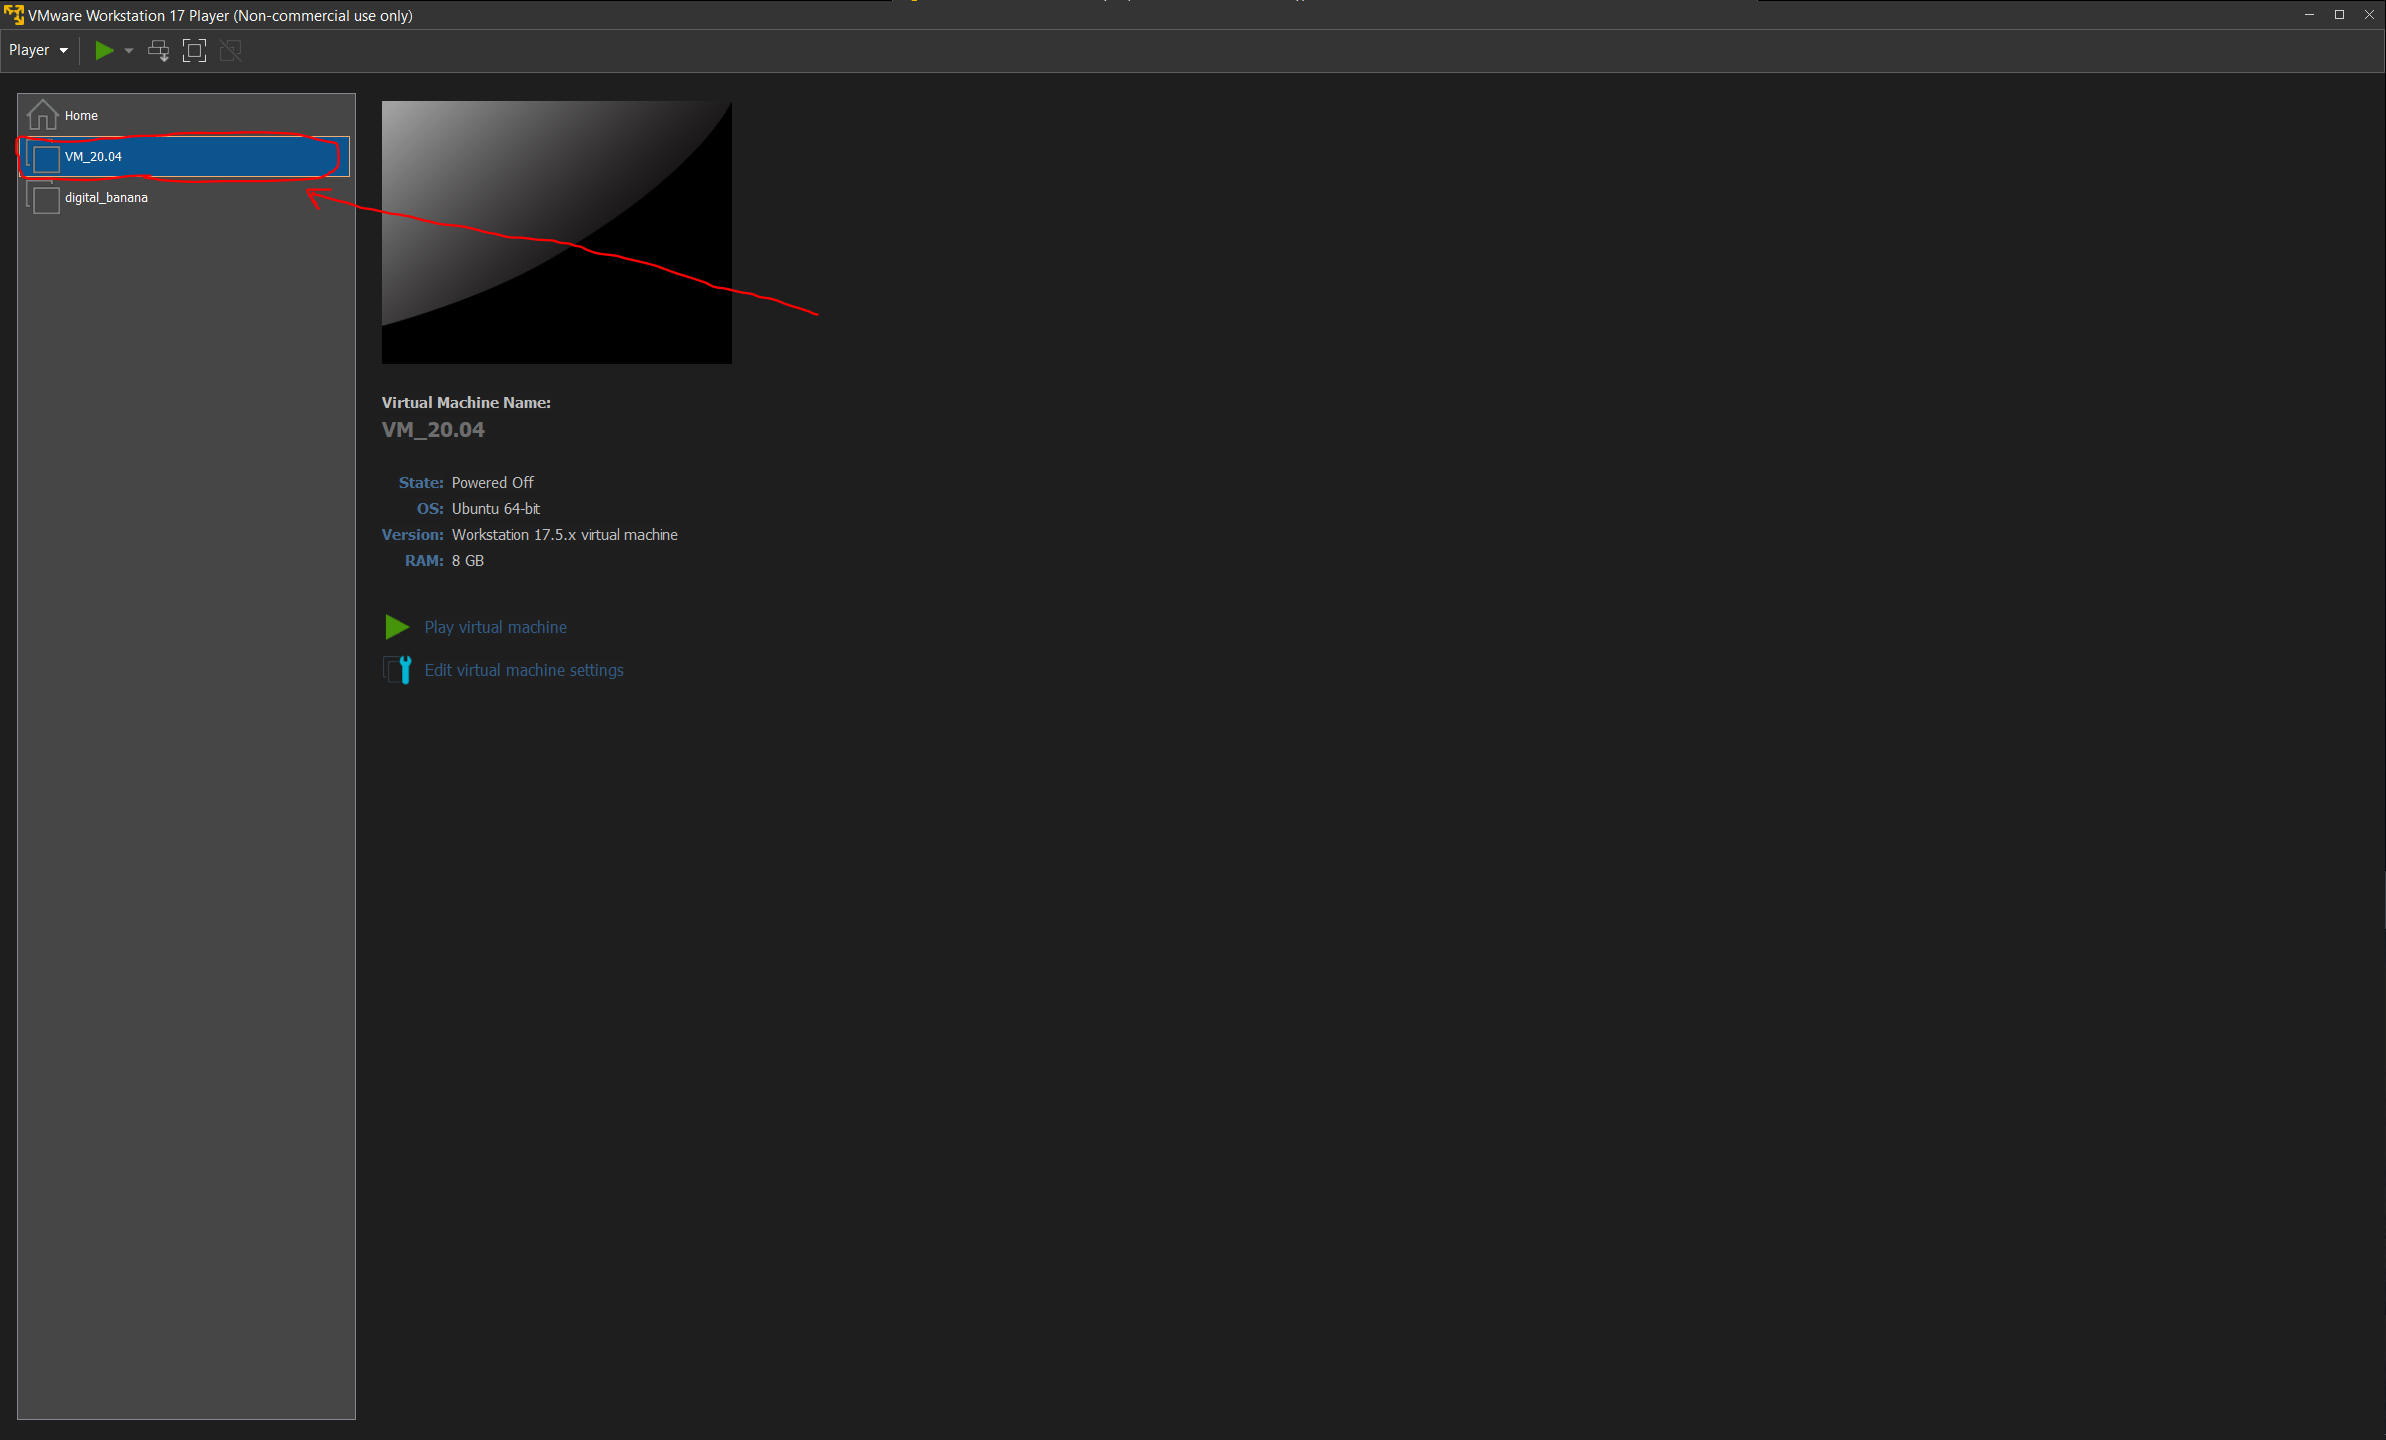 VMware Workstation 17 Player (Non-commercial use only)
Player
Home
VM_20.04
digital_banana
Virtual Machine Name:
VM_20.04
State: Powered Off
OS: Ubuntu 64-bit
Version: Workstation 17.5.x virtual machine
RAM: 8 GB
Play virtual machine
Edit virtual machine settings